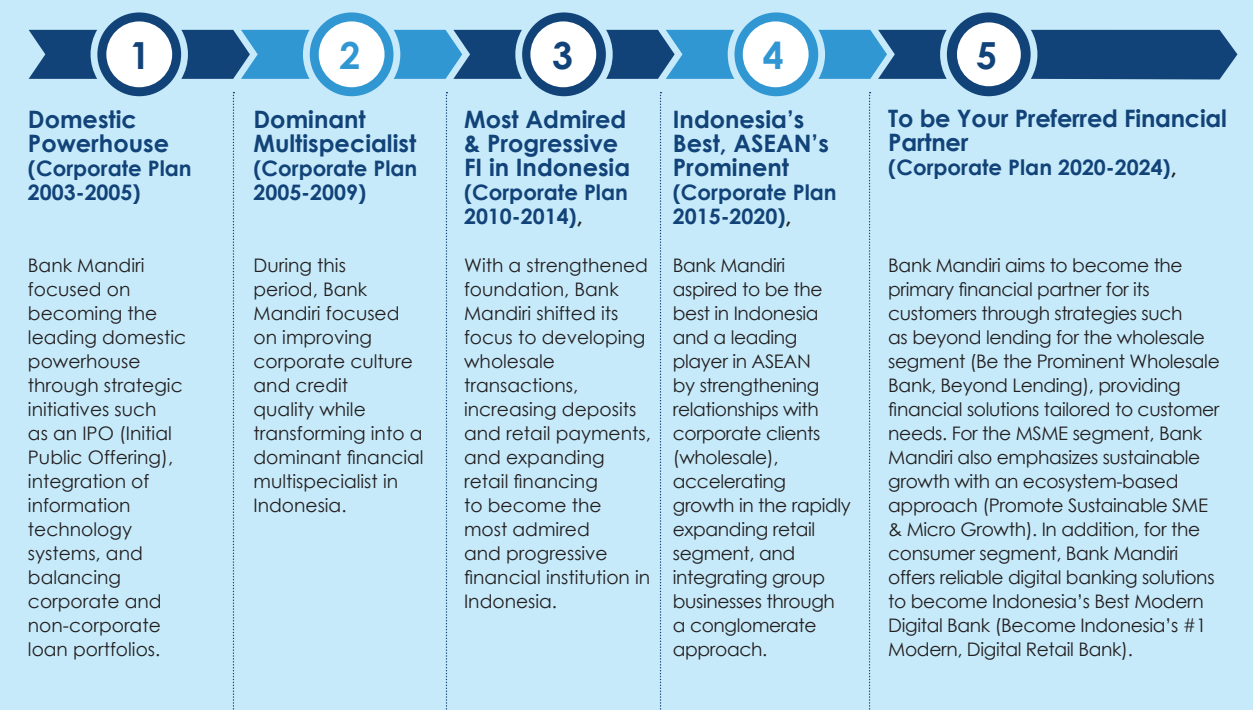 1
2
3
4
5
Domestic
Powerhouse
(Corporate Plan
2003-2005)
Bank Mandiri
focused on
becoming the
leading domestic
powerhouse
through strategic
initiatives such
as an IPO (Initial
Public Offering),
integration of
information
technology
systems, and
balancing
corporate and
non-corporate
loan portfolios.
Dominant
Multispecialist
(Corporate Plan
2005-2009)
During this
period, Bank
Mandiri focused
on improving
corporate culture
and credit
quality while
transforming into a
dominant financial
multispecialist in
Indonesia.
Most Admired
& Progressive
FI in Indonesia
(Corporate Plan
2010-2014),
With a strengthened
foundation, Bank
Mandiri shifted its
focus to developing
wholesale
transactions,
increasing deposits
and retail payments,
and expanding
retail financing
to become the
most admired
and progressive
financial institution in
Indonesia.
Indonesia’s
Best, ASEAN’s
Prominent
(Corporate Plan
2015-2020),
Bank Mandiri
aspired to be the
best in Indonesia
and a leading
player in ASEAN
by strengthening
relationships with
corporate clients
(wholesale),
accelerating
growth in the rapidly
expanding retail
segment, and
integrating group
businesses through
a conglomerate
approach.
To be Your Preferred Financial
Partner
(Corporate Plan 2020-2024),
Bank Mandiri aims to become the
primary financial partner for its
customers through strategies such
as beyond lending for the wholesale
segment (Be the Prominent Wholesale
Bank, Beyond Lending), providing
financial solutions tailored to customer
needs. For the MSME segment, Bank
Mandiri also emphasizes sustainable
growth with an ecosystem-based
approach (Promote Sustainable SME
& Micro Growth). In addition, for the
consumer segment, Bank Mandiri
offers reliable digital banking solutions
to become Indonesia’s Best Modern
Digital Bank (Become Indonesia’s #1
Modern, Digital Retail Bank).